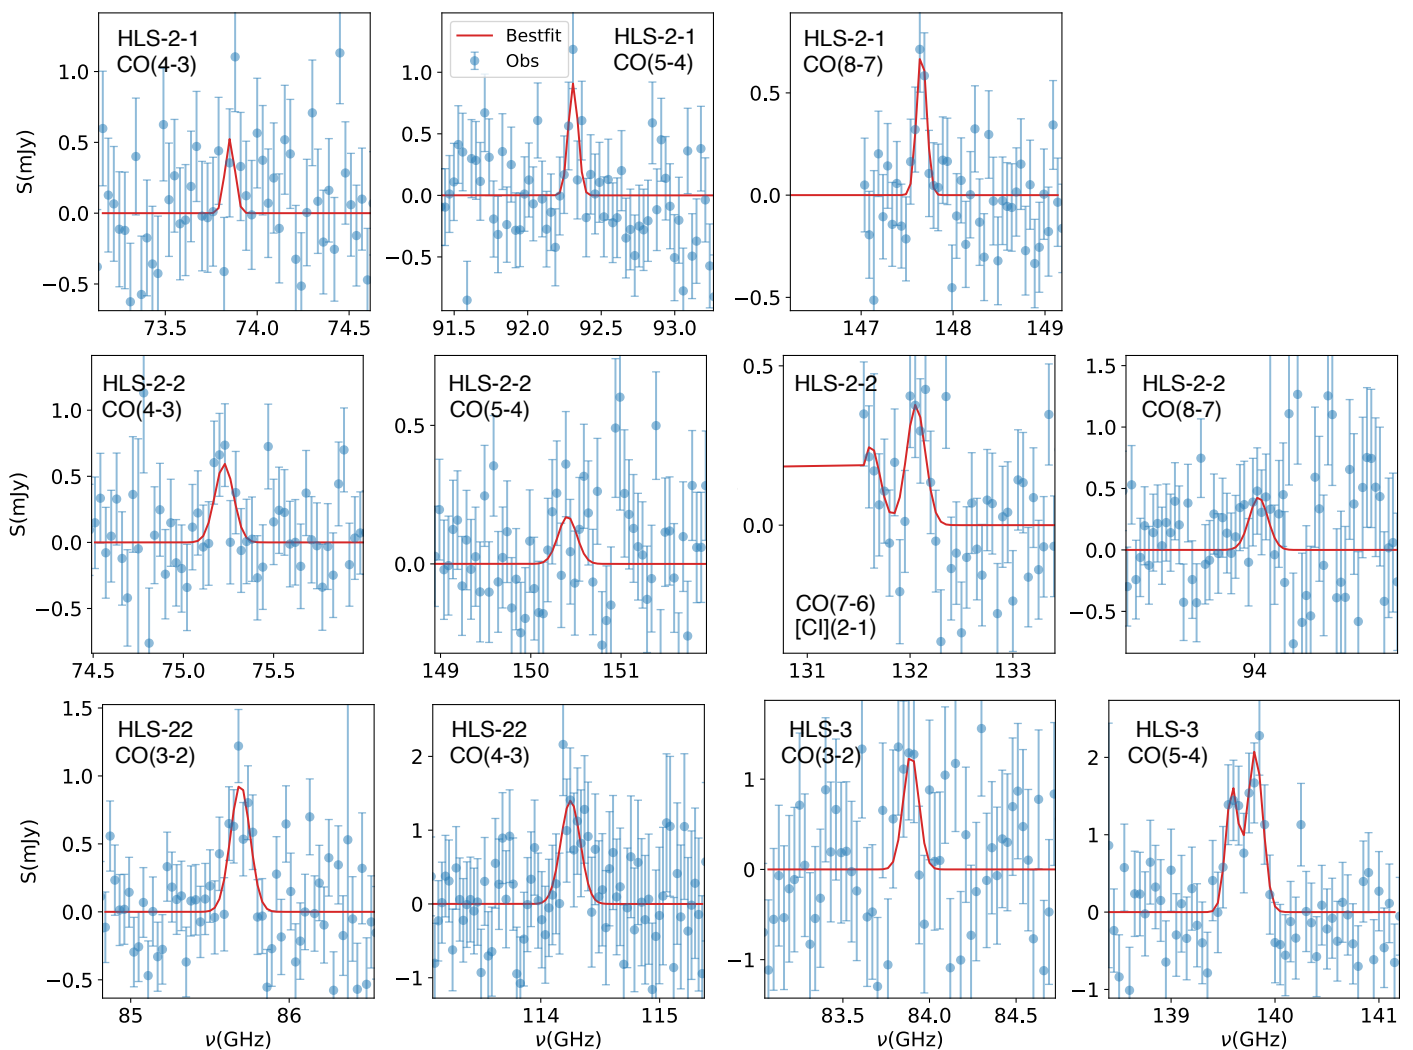 HLS-2-1
CO(4-3)
S(mJy)
1.0
0.5
0.0
−0.5
73.5
74.0
74.5
Bestfit
Obs
HLS-2-1
CO(5-4)
1.0
0.5
0.0
−0.5
91.5
92.0
92.5
93.0
HLS-2-1
CO(8-7)
0.5
0.0
−0.5
147
148
149
HLS-2-2
CO(4-3)
S(mJy)
1.0
0.5
0.0
−0.5
74.5
75.0
75.5
HLS-2-2
CO(5-4)
0.5
0.0
149
150
151
HLS-2-2
0.5
0.0
CO(7-6)
[CI](2-1)
131
132
133
HLS-2-2
CO(8-7)
1.5
1.0
0.5
0.0
−0.5
94
HLS-22
CO(3-2)
S(mJy)
1.5
1.0
0.5
0.0
−0.5
85
86
ν(GHz)
HLS-22
CO(4-3)
2
1
0
−1
114
115
ν(GHz)
HLS-3
CO(3-2)
1
0
−1
83.5
84.0
84.5
ν(GHz)
HLS-3
CO(5-4)
2
1
0
−1
139
140
141
ν(GHz)